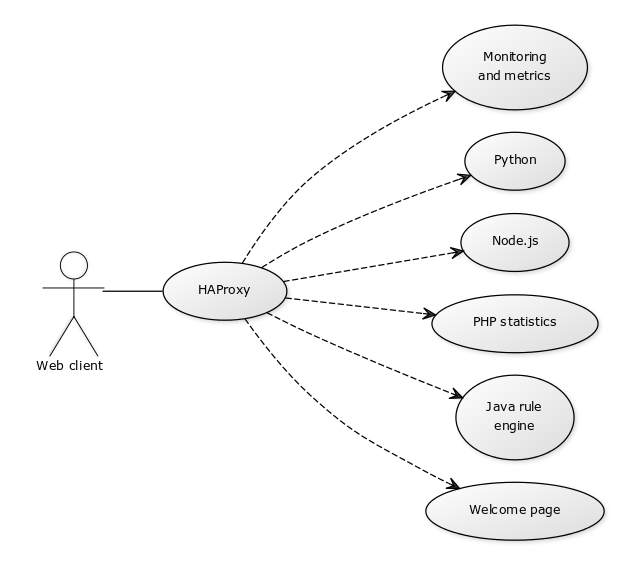 Monitoring
and metrics
Python
Node.js
HAProxy
PHP statistics
Web client
Java rule
engine
Welcome page